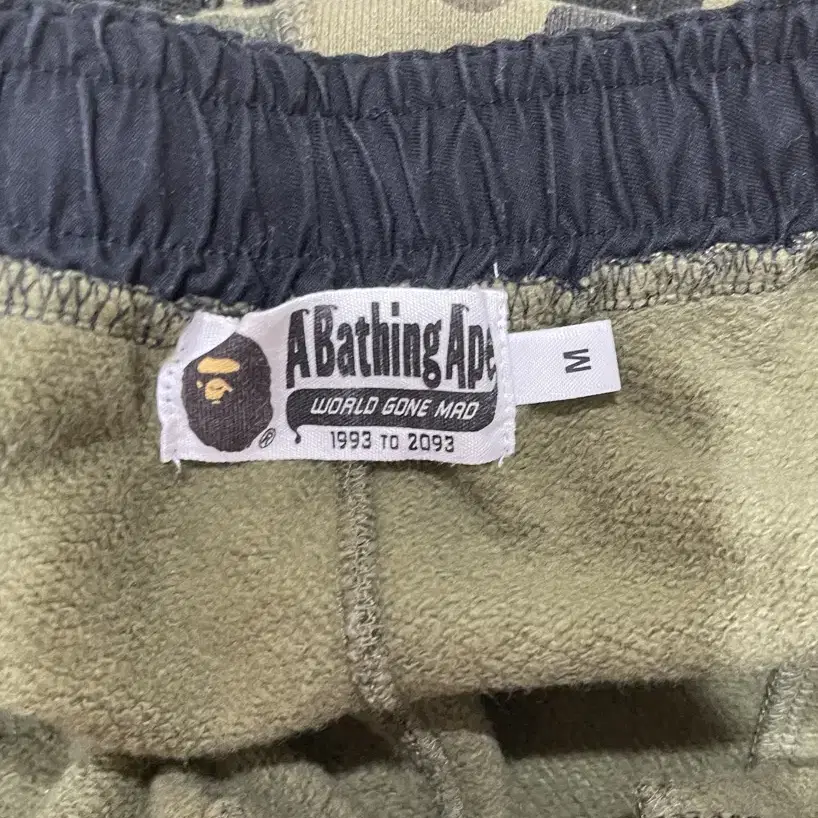 A Bathing Ape
WORLD GONE MAD
1993 TO 2093
®
M